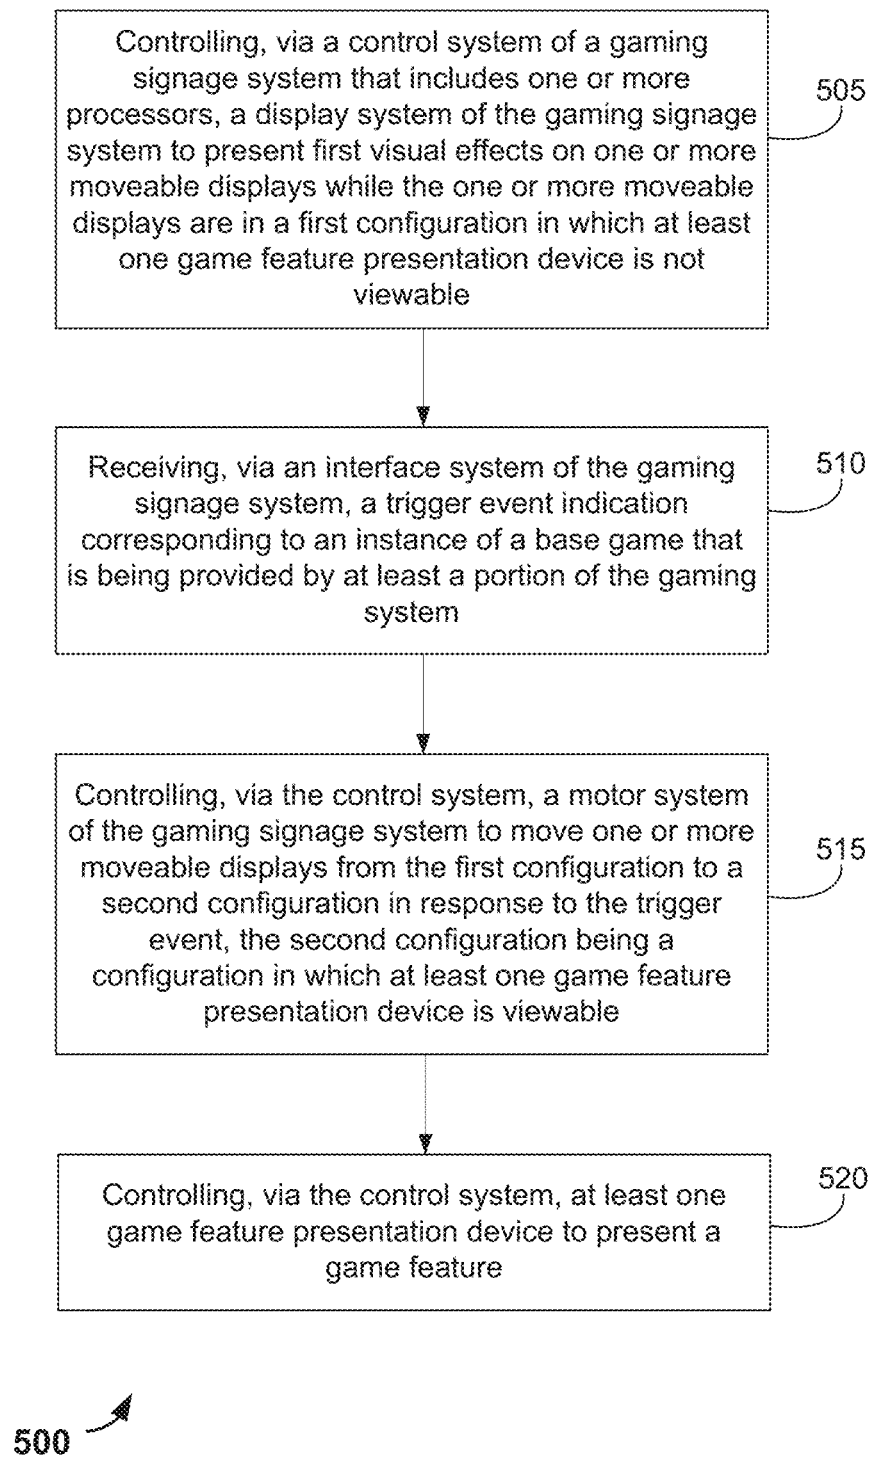 Controlling, via a control system of a gaming
signage system that includes one or more
processors, a display system of the gaming signage
system to present first visual effects on one or more
moveable displays while the one or more moveable
displays are in a first configuration in which at least
one game feature presentation device is not
viewable
505
Receiving, via an interface system of the gaming
signage system, a trigger event indication
corresponding to an instance of a base game that
is being provided by at least a portion of the gaming
system
510
Controlling, via the control system, a motor system
of the gaming signage system to move one or more
moveable displays from the first configuration to a
second configuration in response to the trigger
event, the second configuration being a
configuration in which at least one game feature
presentation device is viewable
515
Controlling, via the control system, at least one
game feature presentation device to present a
game feature
520
500